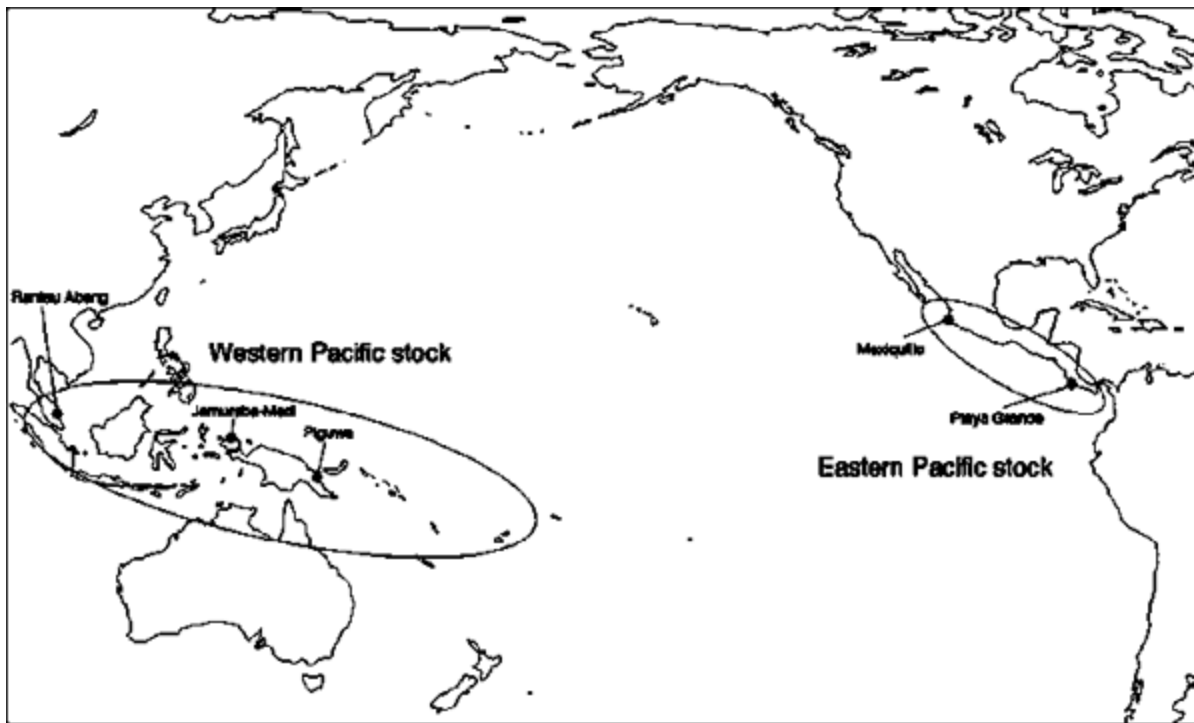 Rantau Abang
Western Pacific stock
Jamursba-Medi
Piguwa
Mexiquillo
Playa Grande
Eastern Pacific stock